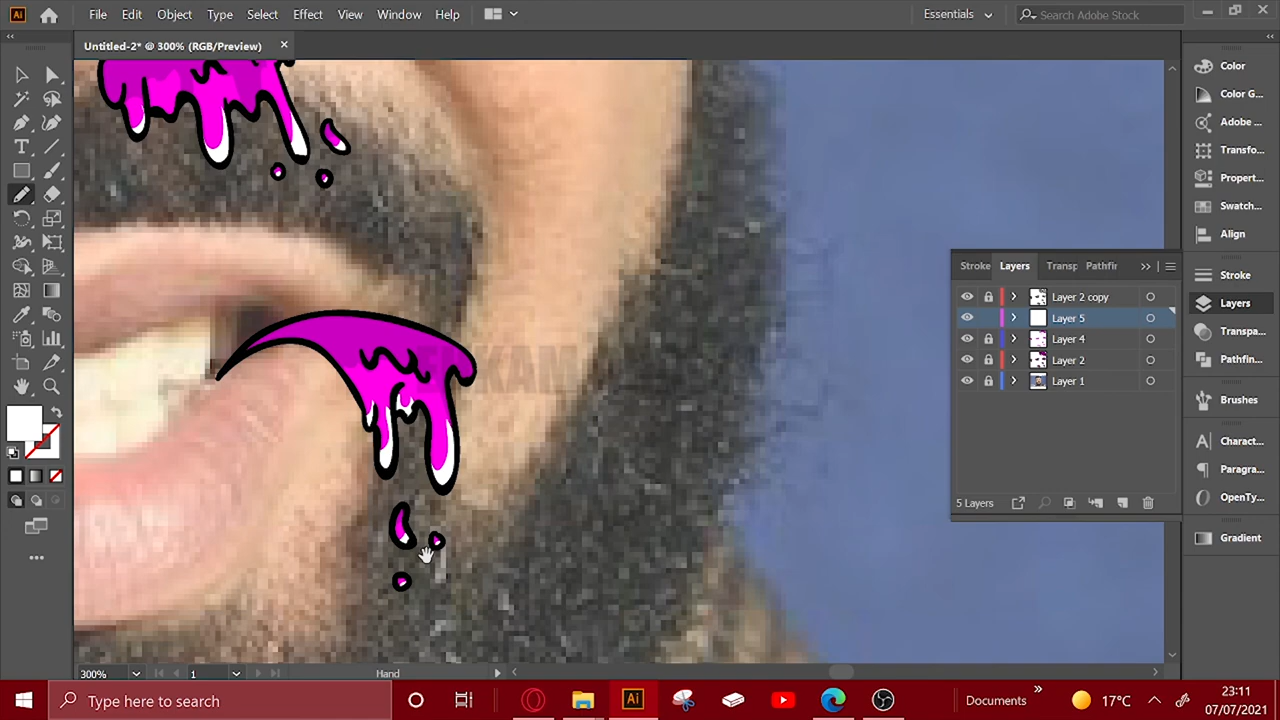 Ai File Edit Object Type Select Effect View Window Help Essentials Search Adobe Stock
Untitled-2* @ 300% (RGB/Preview)
Color
Color G...
Adobe ...
Transfo...
Propert...
Swatch...
Align
Stroke
Layers
Transpa...
Pathfin...
Brushes
Charact...
Paragra...
OpenTy...
Gradient
Stroke Layers Transp Pathfin
Layer 2 copy
Layer 5
Layer 4
Layer 2
Layer 1
5 Layers
300% 1 Hand
Type here to search
Ai
Documents
17°C
23:11
07/07/2021